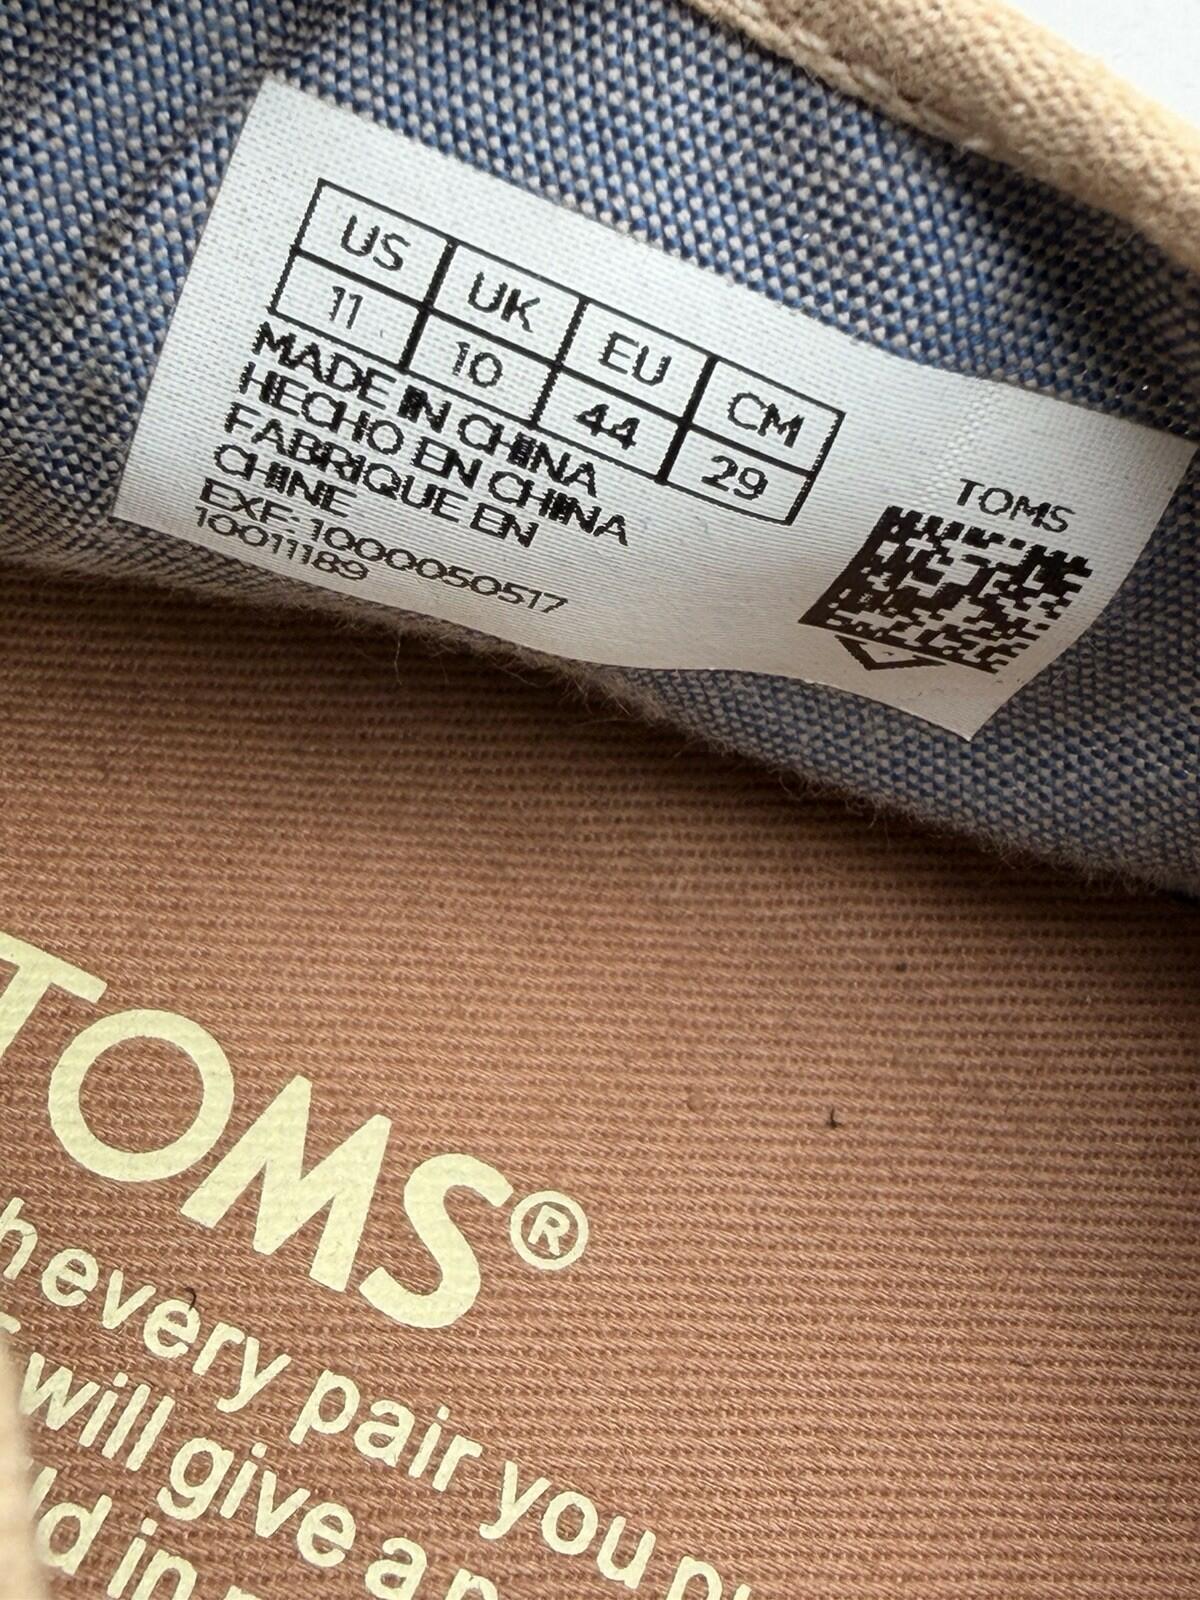 US UK EU CM
11 10 44 29
MADE IN CHINA
HECHO EN CHINA
FABRIQUE EN
CHINE
EXF: 1000050517
10011189
TOMS
TOMS®
every pair you
will give a
in